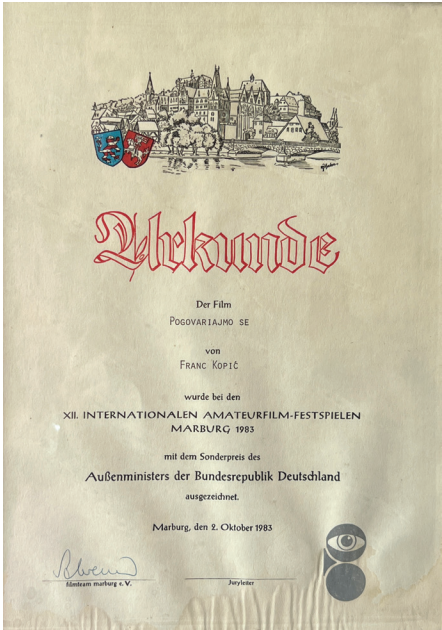 Urkunde
Der Film
POGOVARIAJMO SE
von
FRANC KOPIČ
wurde bei den
XII. INTERNATIONALEN AMATEURFILM-FESTSPIELEN
MARBURG 1983
mit dem Sonderpreis des
Außenministers der Bundesrepublik Deutschland
ausgezeichnet.
Marburg, den 2. Oktober 1983
filmteam marburg e.V.
Juryleiter